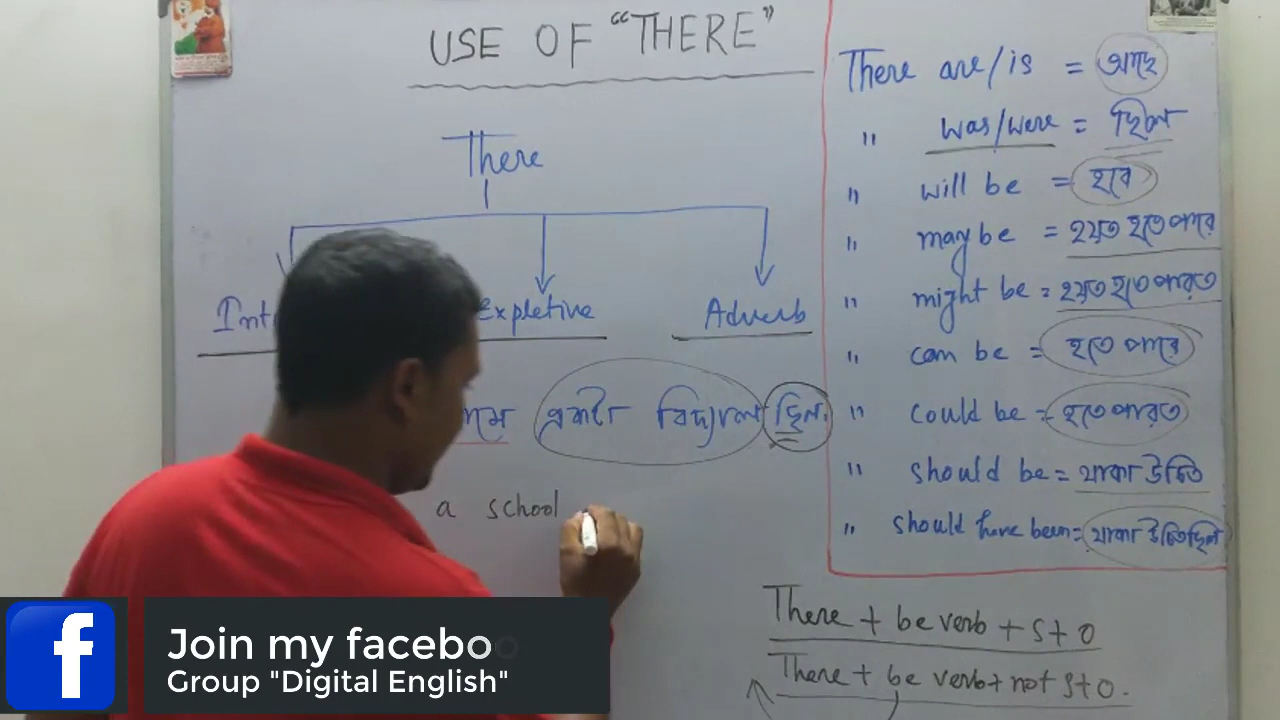 USE OF "THERE"
There
Expletive
Adverb
একটা বিদ্যালয় ছিল.
a school
There are/is = আছে
" was/were = ছিল
" will be = হবে
" may be = হয়ত হতে পারে
" might be = হয়ত হতে পারত
" can be = হতে পারে
" could be = হতে পারত
" should be = থাকা উচিত
" should have been = থাকা উচিত ছিল
There + be verb + S + O
There + be verb + not S + O.
Join my facebo
Group "Digital English"